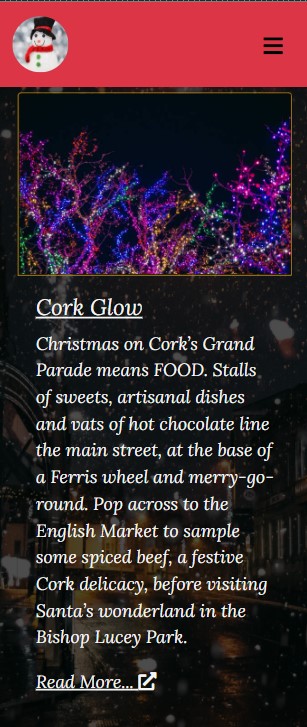 Cork Glow
Christmas on Cork's Grand
Parade means FOOD. Stalls
of sweets, artisanal dishes
and vats of hot chocolate line
the main street, at the base of
a Ferris wheel and merry-go-
round. Pop across to the
English Market to sample
some spiced beef, a festive
Cork delicacy, before visiting
Santa's wonderland in the
Bishop Lucey Park.
Read More...